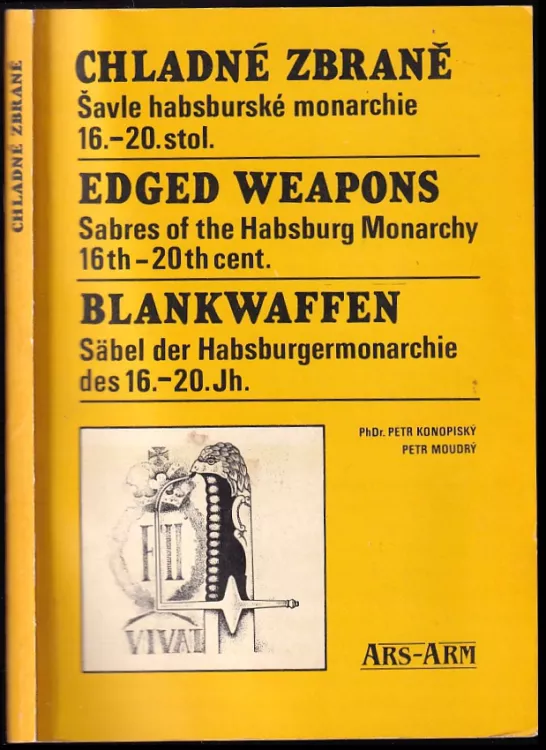 CHLADNÉ ZBRANĚ
CHLADNÉ ZBRANĚ
Šavle habsburské monarchie
16.–20. stol.
EDGED WEAPONS
Sabres of the Habsburg Monarchy
16th – 20th cent.
BLANKWAFFEN
Säbel der Habsburgermonarchie
des 16.–20. Jh.
PhDr. PETR KONOPISKÝ
PETR MOUDRÝ
VIVAT
ARS–ARM